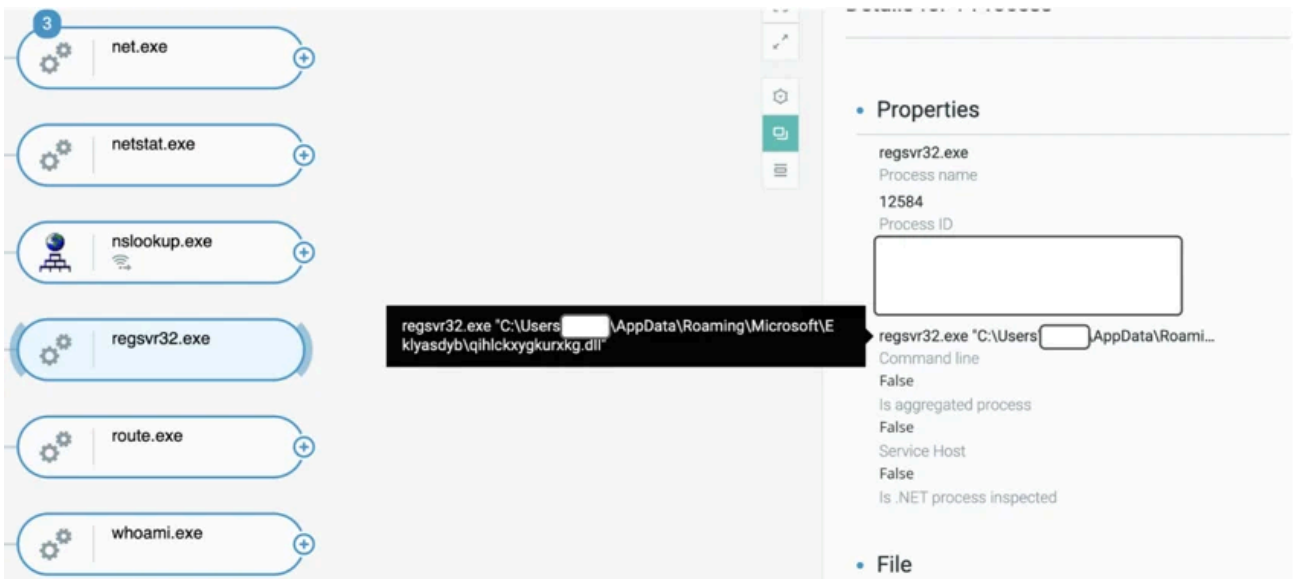 3
net.exe
netstat.exe
nslookup.exe
regsvr32.exe
route.exe
whoami.exe
regsvr32.exe "C:\Users\AppData\Roaming\Microsoft\E
klyasdyb\qihlckxygkurxkg.dll"
Properties
regsvr32.exe
Process name
12584
Process ID
regsvr32.exe "C:\Users\AppData\Roami...
Command line
False
Is aggregated process
False
Service Host
False
Is .NET process inspected
File